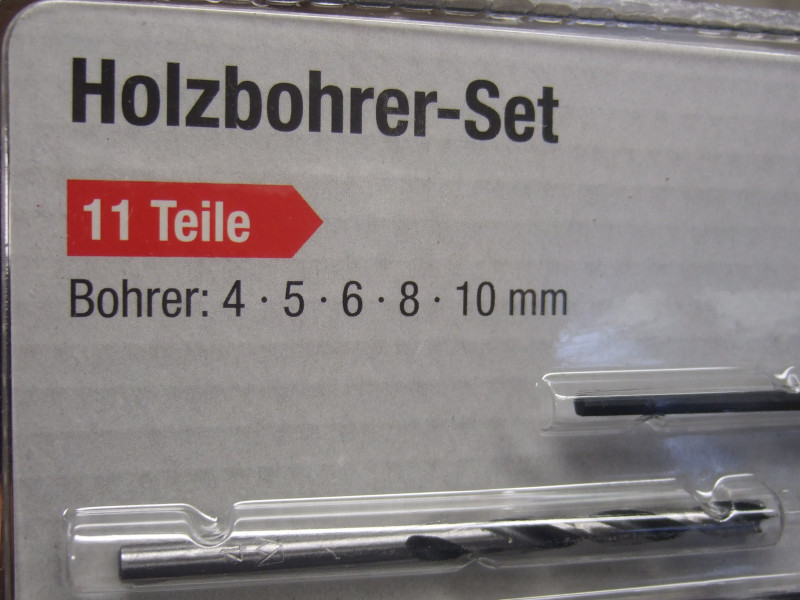 Holzbohrer-Set
11 Teile
Bohrer: 4 · 5 · 6 · 8 · 10 mm